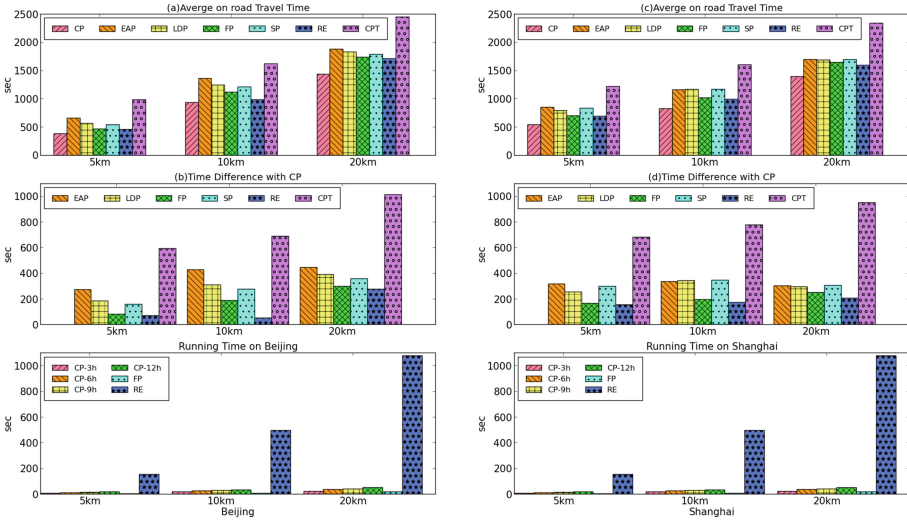 (a)Averge on road Travel Time
CP EAP LDP FP SP RE CPT
2500
2000
1500
1000
500
0
sec
5km 10km 20km
(c)Averge on road Travel Time
CP EAP LDP FP SP RE CPT
2500
2000
1500
1000
500
0
sec
5km 10km 20km
(b)Time Difference with CP
EAP LDP FP SP RE CPT
1000
800
600
400
200
0
sec
5km 10km 20km
(d)Time Difference with CP
EAP LDP FP SP RE CPT
1000
800
600
400
200
0
sec
5km 10km 20km
Running Time on Beijing
CP-3h CP-12h
CP-6h FP
CP-9h RE
1000
800
600
400
200
0
sec
5km 10km 20km
Beijing
Running Time on Shanghai
CP-3h CP-12h
CP-6h FP
CP-9h RE
1000
800
600
400
200
0
sec
5km 10km 20km
Shanghai